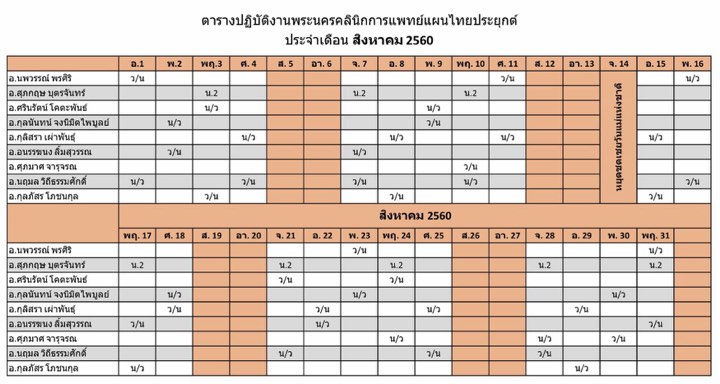 ตารางปฏิบัติงานพระนครคลินิกการแพทย์แผนไทยประยุกต์
ประจำเดือน สิงหาคม 2560
อ.1 พ.2 พฤ.3 ศ. 4 ส. 5 อา. 6 จ. 7 อ. 8 พ. 9 พฤ. 10 ศ. 11 ส. 12 อา. 13 จ. 14 อ. 15 พ. 16
อ.นพวรรณ พรศิริ ว/น ว/น น/ว
อ.สุภกฤษ บุตรจันทร์ น.2 น.2 น.2
อ.ศรินรัตน์ โคตะพันธ์ น/ว น/ว
อ.กุลนันทน์ จงนิมิตไพบูลย์ น/ว ว/น
อ.กุลิสรา เผ่าพันธุ์ น/ว น/ว น/ว น/ว
อ.อนรรฆนง ลิ้มสุวรรณ ว/น น/ว
อ.ศุภมาศ จารุจรณ ว/น
อ.นฤมล วิถีธรรมศักดิ์ น/ว ว/น ว/น น/ว ว/น
อ.กุลภัสร โภชนกุล ว/น ว/น ว/น
หยุดชดเชยวันแม่แห่งชาติ
สิงหาคม 2560
พฤ. 17 ศ. 18 ส. 19 อา. 20 จ. 21 อ. 22 พ. 23 พฤ. 24 ศ. 25 ส.26 อา. 27 จ. 28 อ. 29 พ. 30 พฤ. 31
อ.นพวรรณ พรศิริ ว/น น/ว
อ.สุภกฤษ บุตรจันทร์ น.2 น.2 น.2 น.2 น.2
อ.ศรินรัตน์ โคตะพันธ์ ว/น ว/น
อ.กุลนันทน์ จงนิมิตไพบูลย์ น/ว น/ว น/ว
อ.กุลิสรา เผ่าพันธุ์ น/ว ว/น น/ว ว/น
อ.อนรรฆนง ลิ้มสุวรรณ ว/น น/ว ว/น
อ.ศุภมาศ จารุจรณ น/ว ว/น ว/น
อ.นฤมล วิถีธรรมศักดิ์ น/ว ว/น ว/น
อ.กุลภัสร โภชนกุล น/ว น/ว